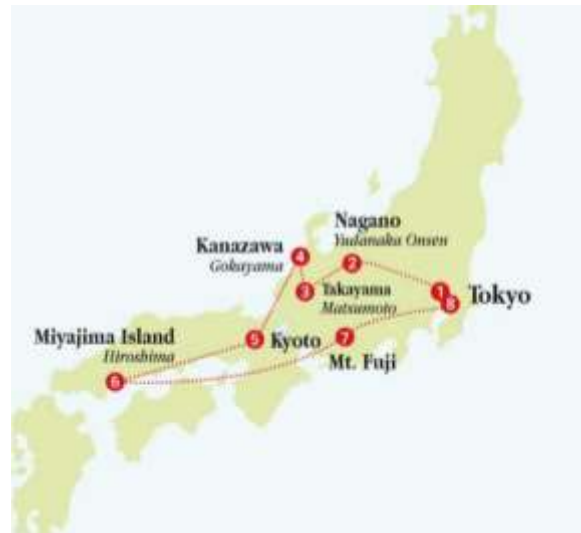 Nagano
Yudanaka Onsen
Kanazawa
Gokayama
4
2
3
Takayama
Matsumoto
1
8
Tokyo
Miyajima Island
Hiroshima
5
Kyoto
7
Mt. Fuji
6